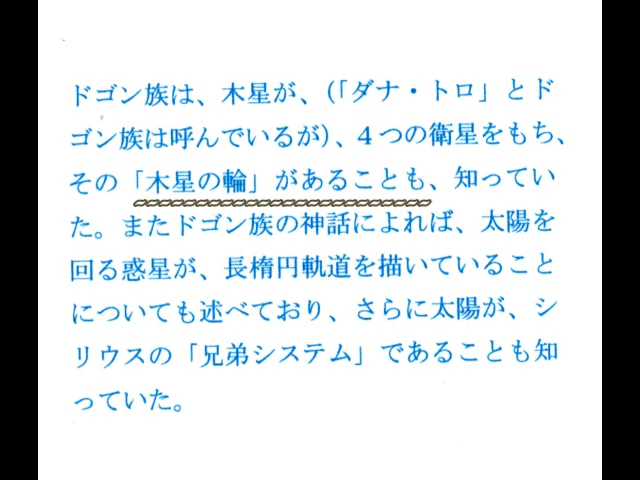 ドゴン族は、木星が、(「ダナ・トロ」とド
ゴン族は呼んでいるが)、4つの衛星をもち、
その「木星の輪」があることも、知ってい
た。またドゴン族の神話によれば、太陽を
回る惑星が、長楕円軌道を描いていること
についても述べており、さらに太陽が、シ
リウスの「兄弟システム」であることも知
っていた。